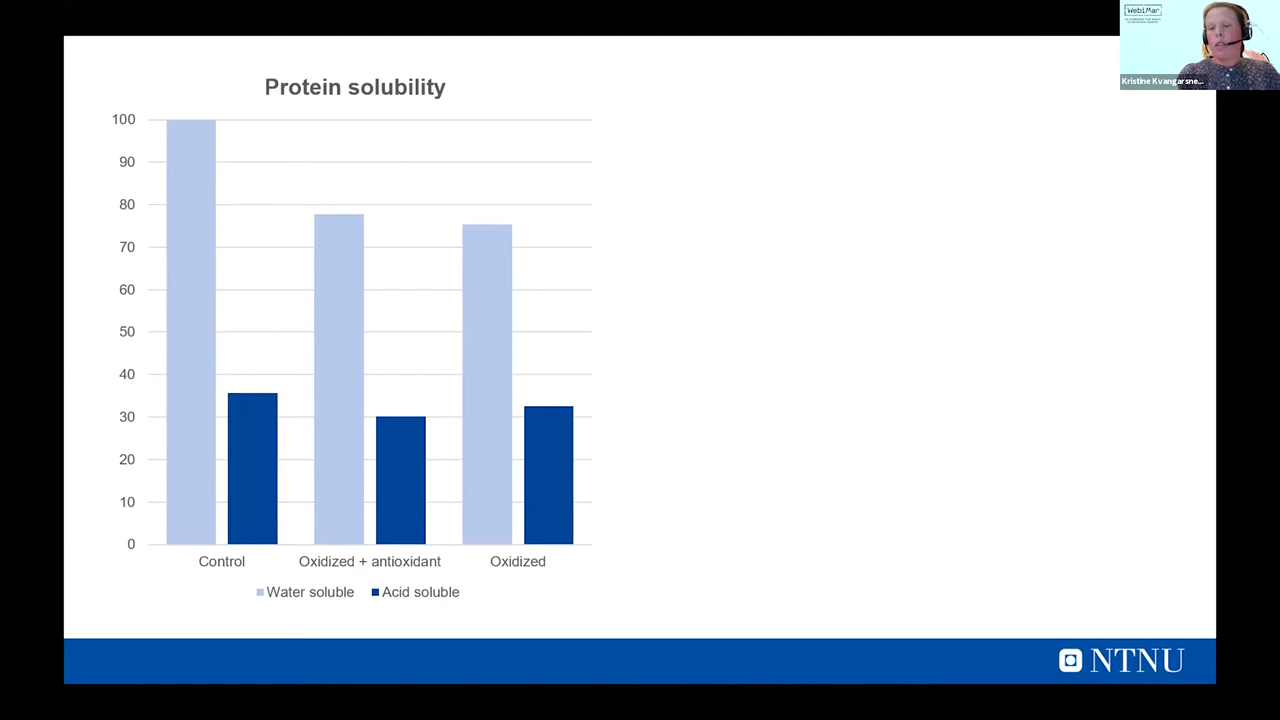 WebiMar
Kristine Kvangarsne...
Protein solubility
100
90
80
70
60
50
40
30
20
10
0
Control Oxidized + antioxidant Oxidized
Water soluble Acid soluble
NTNU